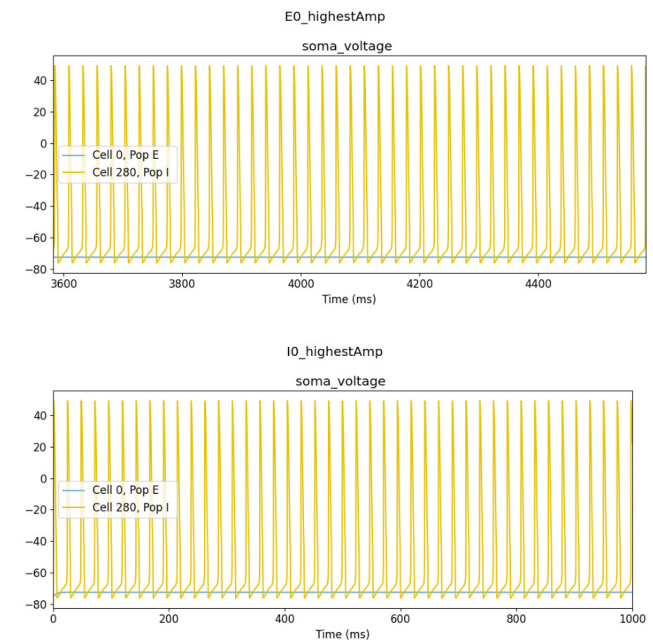 E0_highestAmp
soma_voltage
40
20
0
−20
−40
−60
−80
Cell 0, Pop E
Cell 280, Pop I
3600 3800 4000 4200 4400
Time (ms)
I0_highestAmp
soma_voltage
40
20
0
−20
−40
−60
−80
Cell 0, Pop E
Cell 280, Pop I
0 200 400 600 800 1000
Time (ms)